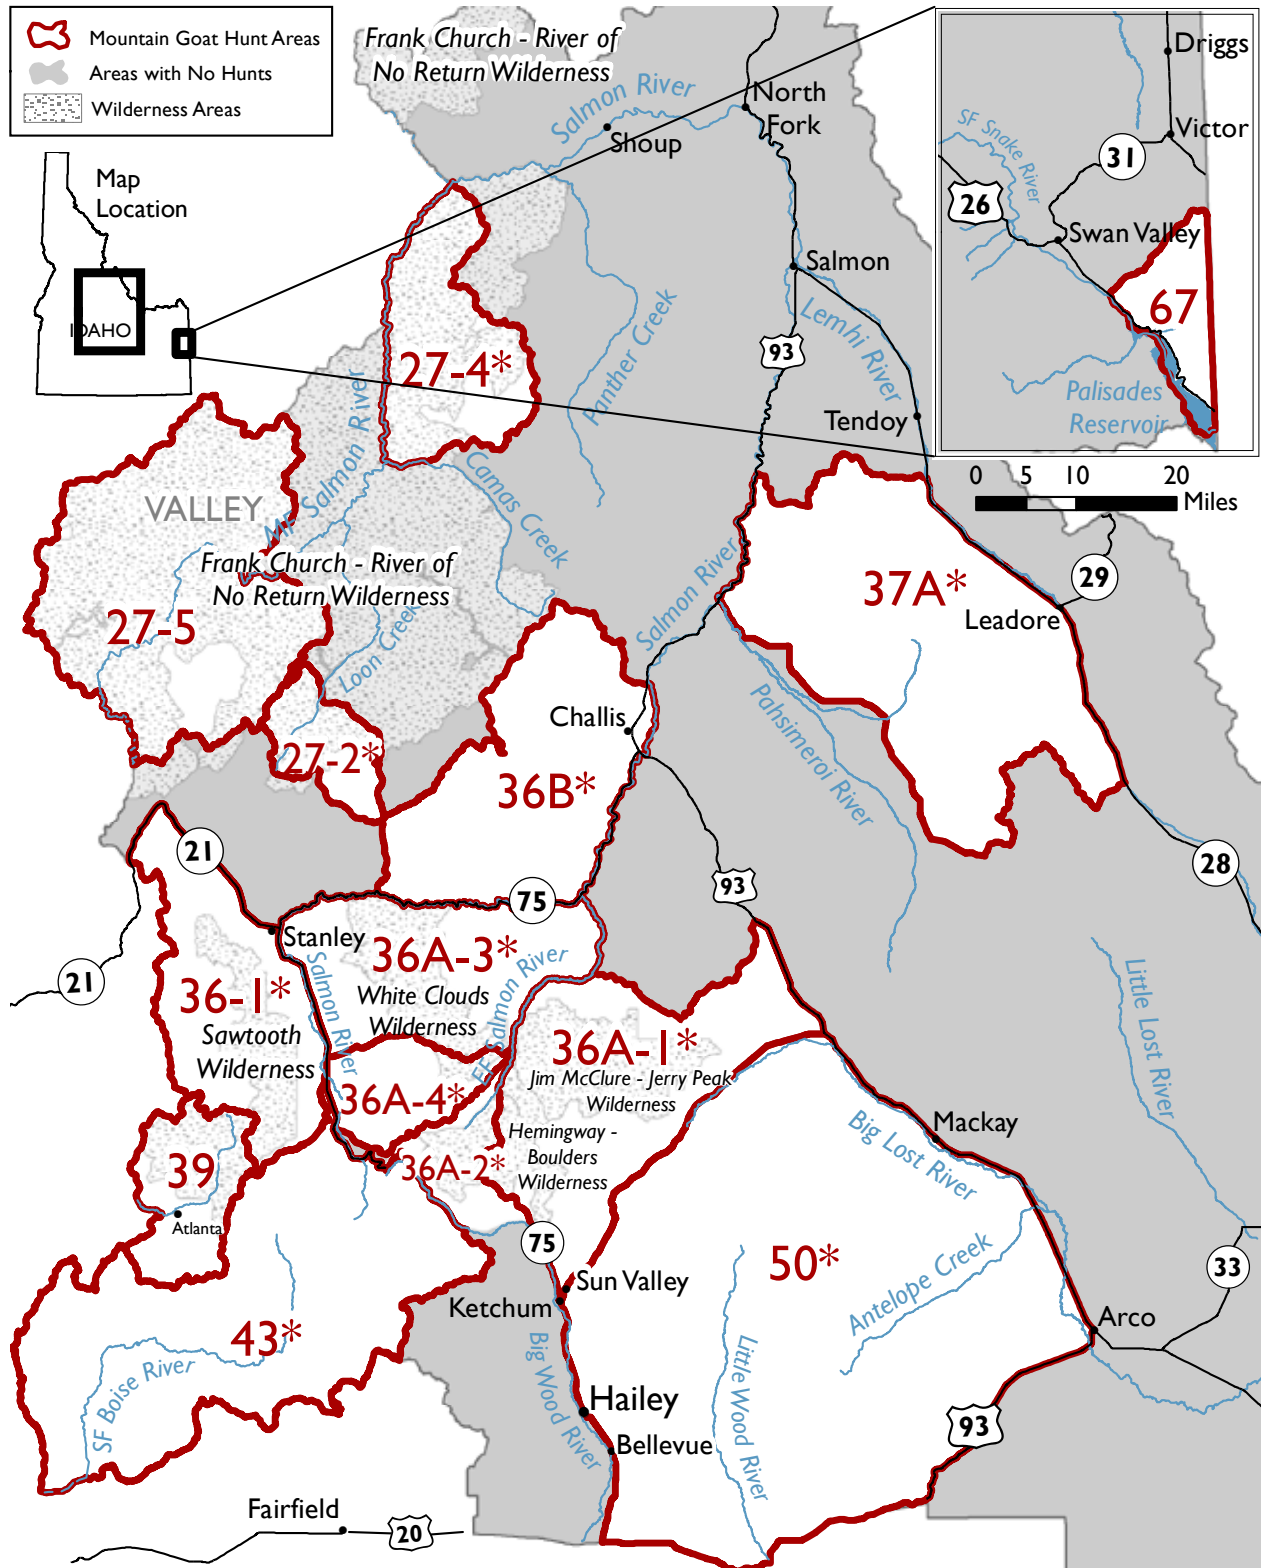 Mountain Goat Hunt Areas
Areas with No Hunts
Wilderness Areas
Map
Location
IDAHO
Frank Church - River of
No Return Wilderness
Salmon River
North
Fork
Shoup
Driggs
Victor
SF Snake River
31
26
Swan Valley
67
Palisades
Reservoir
Salmon
Lemhi River
93
Panther Creek
27-4*
Tendoy
0 5 10 20
Miles
MF Salmon River
Camas Creek
VALLEY
Frank Church - River of
No Return Wilderness
27-5
Loon Creek
Salmon River
37A*
29
Leadore
Challis
Pahsimeroi River
27-2*
36B*
21
93
28
75
Stanley
36A-3*
White Clouds
Wilderness
21
36-1*
Sawtooth
Wilderness
Salmon River
EF Salmon River
Little Lost River
36A-1*
Jim McClure - Jerry Peak
Wilderness
36A-4*
Hemingway -
Boulders
Wilderness
Mackay
Big Lost River
39
36A-2*
Atlanta
75
50*
Antelope Creek
33
Sun Valley
Ketchum
Arco
43*
SF Boise River
Big Wood River
Little Wood River
Hailey
93
Bellevue
Fairfield
20